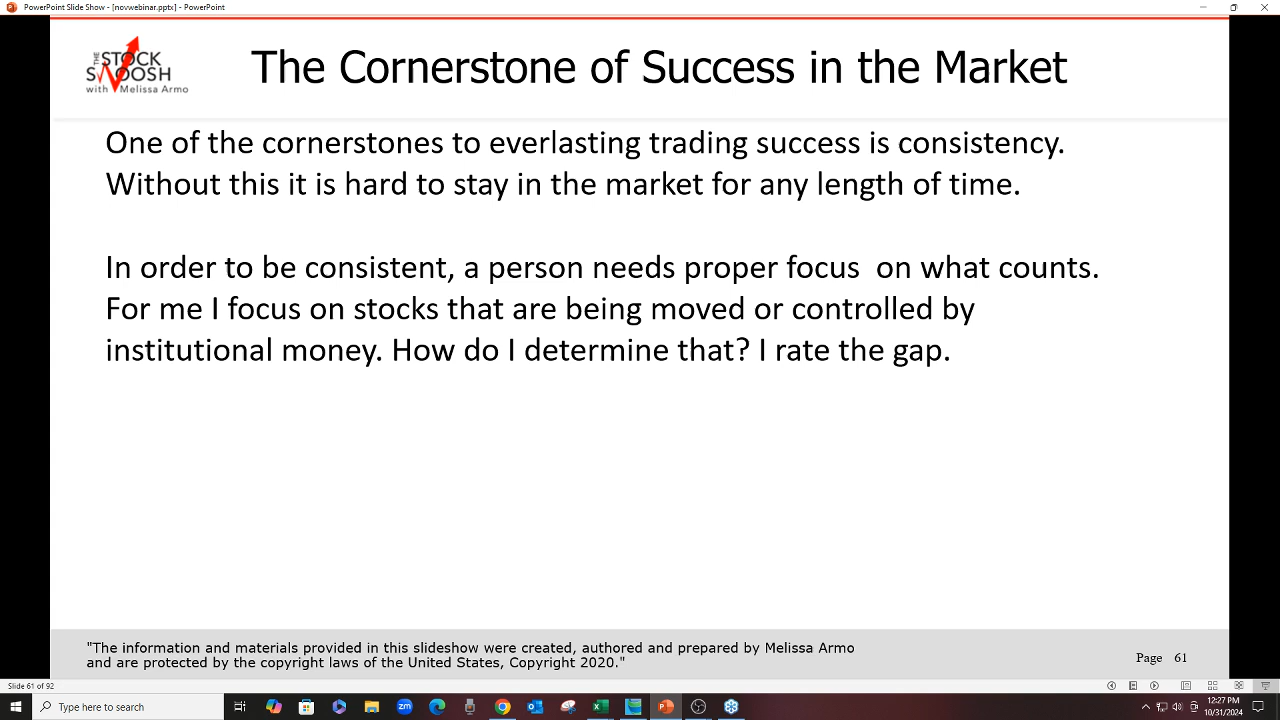 PowerPoint Slide Show - [novwebinar.pptx] - PowerPoint
THE
STOCK
SWOOSH
with Melissa Armo
The Cornerstone of Success in the Market
One of the cornerstones to everlasting trading success is consistency.
Without this it is hard to stay in the market for any length of time.
In order to be consistent, a person needs proper focus  on what counts.
For me I focus on stocks that are being moved or controlled by
institutional money. How do I determine that? I rate the gap.
"The information and materials provided in this slideshow were created, authored and prepared by Melissa Armo
and are protected by the copyright laws of the United States, Copyright 2020."
Page 61
Slide 61 of 92
Type here to search
zm
12:27 PM
10/31/2024